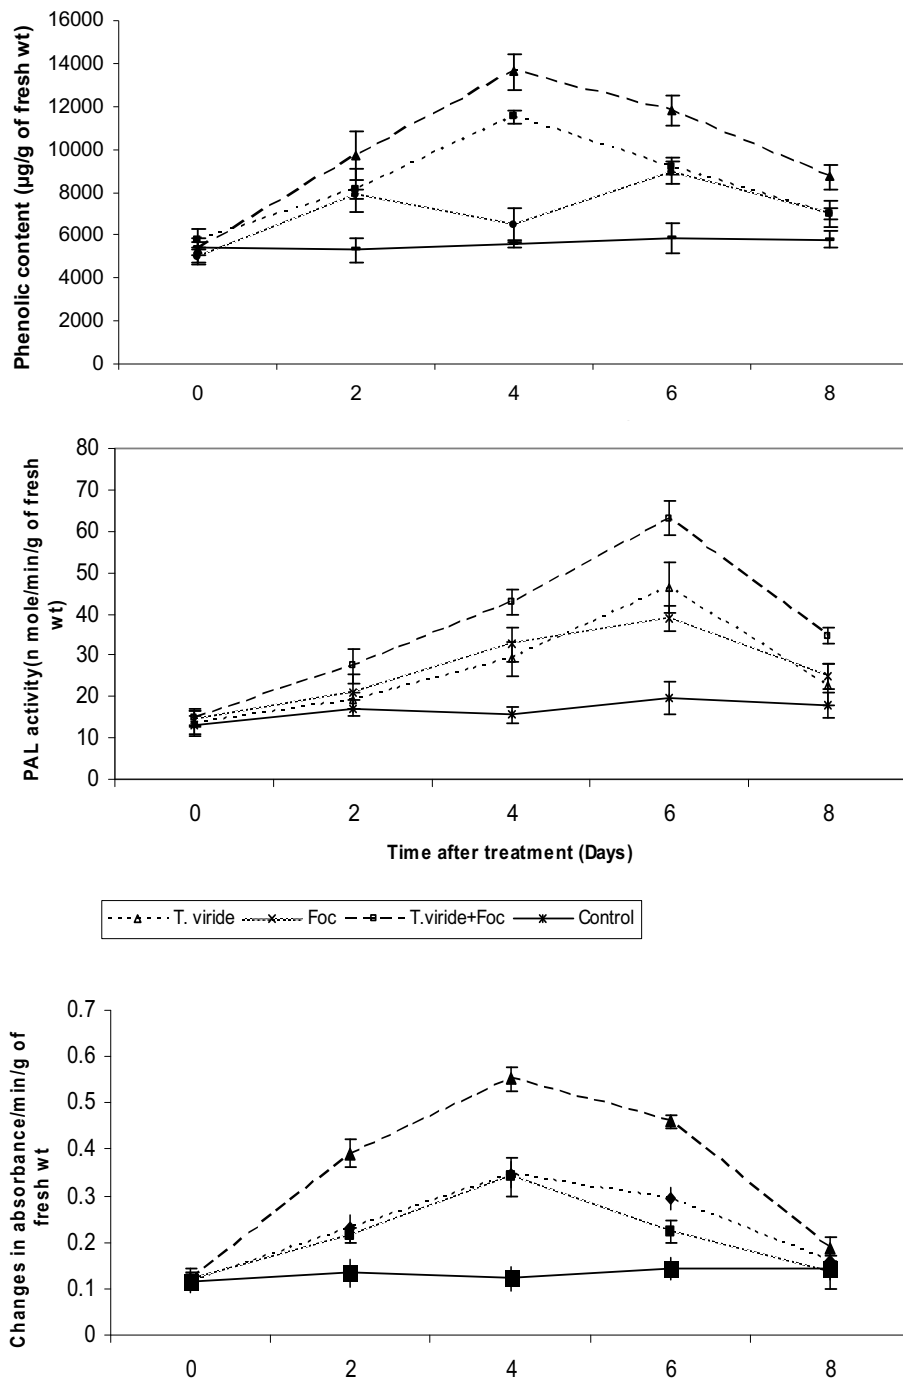 16000
14000
12000
10000
8000
6000
4000
2000
0
Phenolic content (µg/g of fresh wt)
0 2 4 6 8
80
70
60
50
40
30
20
10
0
PAL activity(n mole/min/g of fresh
wt)
0 2 4 6 8
Time after treatment (Days)
T. viride Foc T.viride+Foc Control
0.7
0.6
0.5
0.4
0.3
0.2
0.1
0
Changes in absorbance/min/g of
fresh wt
0 2 4 6 8